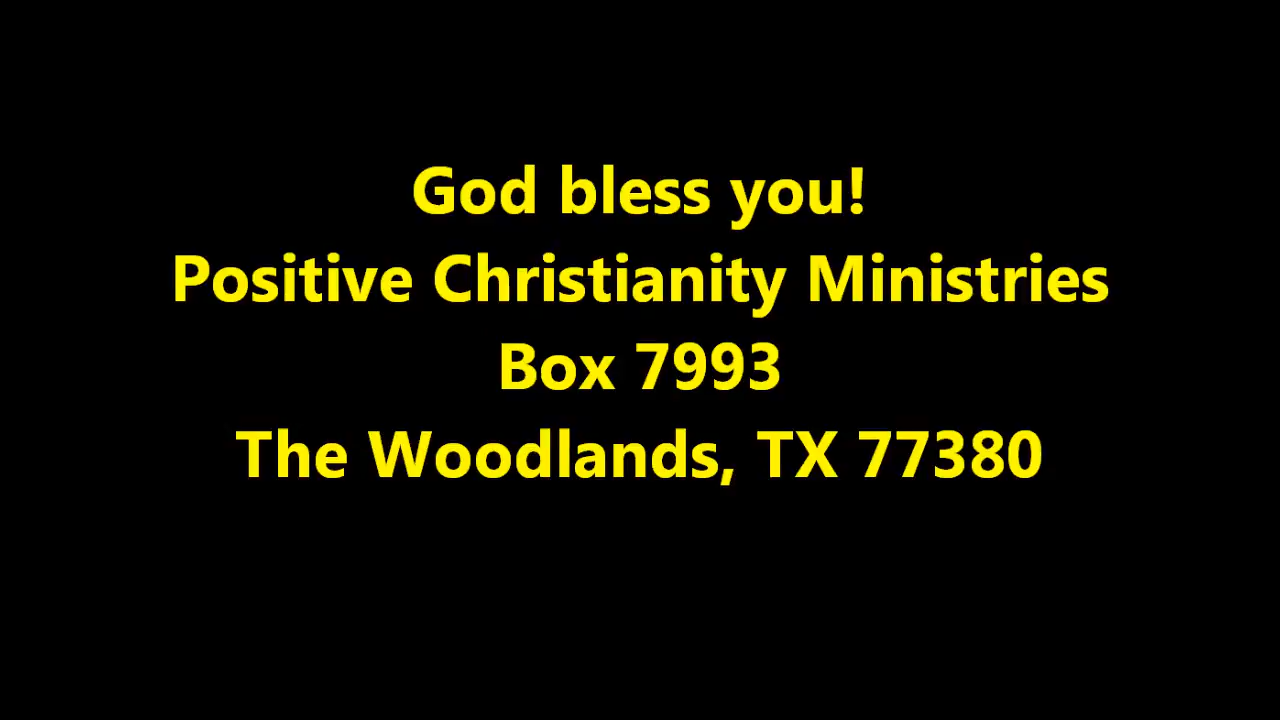 God bless you!
Positive Christianity Ministries
Box 7993
The Woodlands, TX 77380